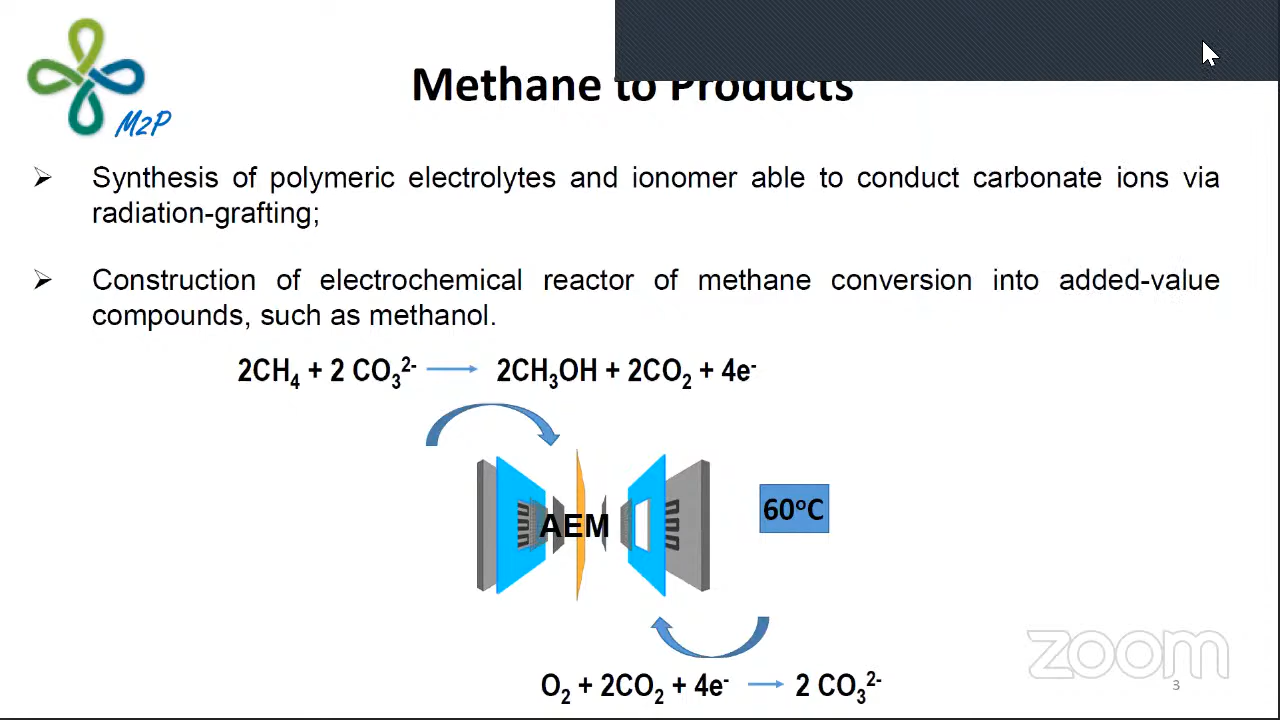 Methane to Products
M2P
Synthesis of polymeric electrolytes and ionomer able to conduct carbonate ions via
radiation-grafting;
Construction of electrochemical reactor of methane conversion into added-value
compounds, such as methanol.
2CH₄ + 2 CO₃²⁻ → 2CH₃OH + 2CO₂ + 4e⁻
AEM
60ºC
O₂ + 2CO₂ + 4e⁻ → 2 CO₃²⁻
zoom
3